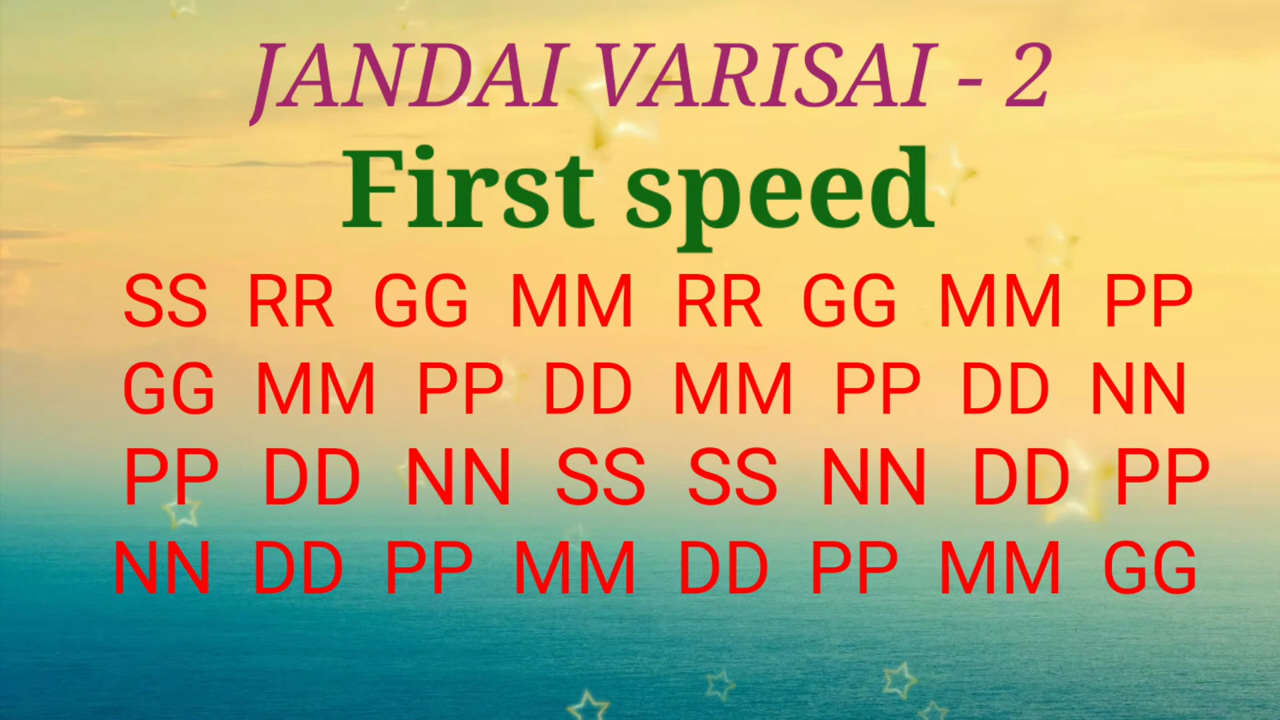 JANDAI VARISAI - 2
First speed
SS RR GG MM RR GG MM PP
GG MM PP DD MM PP DD NN
PP DD NN SS SS NN DD PP
NN DD PP MM DD PP MM GG